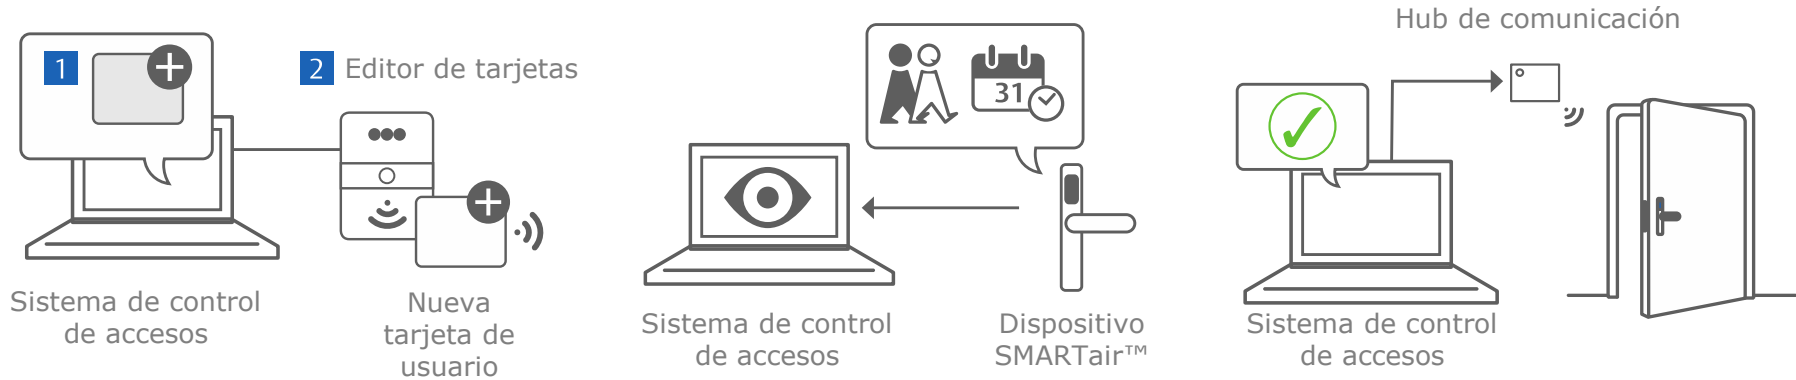 1
2 Editor de tarjetas
Sistema de control
de accesos
Nueva
tarjeta de
usuario
31
Sistema de control
de accesos
Dispositivo
SMARTair™
Hub de comunicación
Sistema de control
de accesos